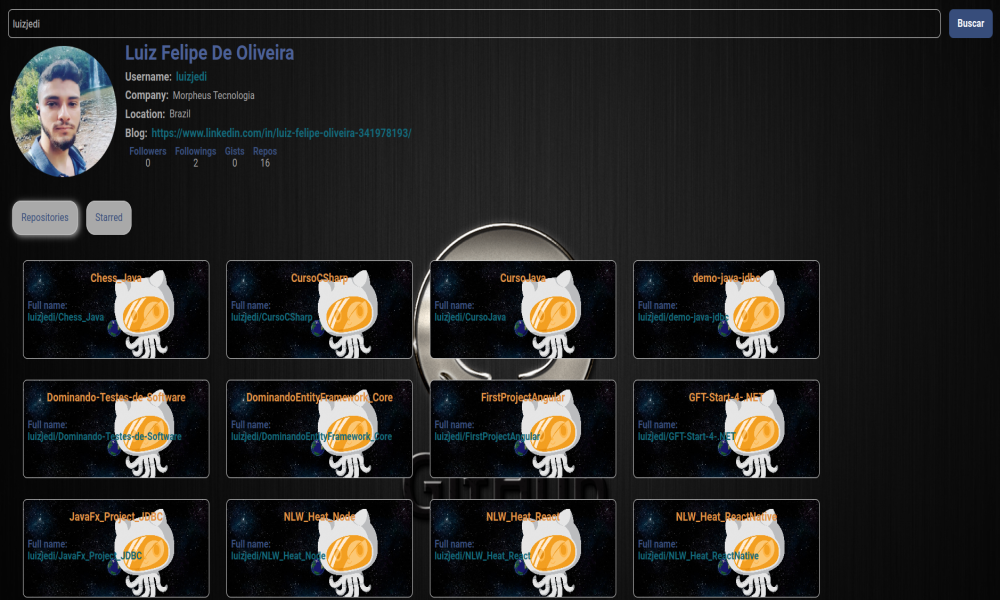 luizjedi
Buscar
Luiz Felipe De Oliveira
Username: luizjedi
Company: Morpheus Tecnologia
Location: Brazil
Blog: https://www.linkedin.com/in/luiz-felipe-oliveira-341978193/
Followers Followings Gists Repos
0 2 0 16
Repositories
Starred
Chess_Java
Full name:
luizjedi/Chess_Java
CursoCSharp
Full name:
luizjedi/CursoCSharp
CursoJava
Full name:
luizjedi/CursoJava
demo-java-jdbc
Full name:
luizjedi/demo-java-jdbc
Dominando-Testes-de-Software
Full name:
luizjedi/Dominando-Testes-de-Software
DominandoEntityFramework_Core
Full name:
luizjedi/DominandoEntityFramework_Core
FirstProjectAngular
Full name:
luizjedi/FirstProjectAngular
GFT-Start-4-.NET
Full name:
luizjedi/GFT-Start-4-.NET
JavaFx_Project_JDBC
Full name:
luizjedi/JavaFx_Project_JDBC
NLW_Heat_Node
Full name:
luizjedi/NLW_Heat_Node
NLW_Heat_React
Full name:
luizjedi/NLW_Heat_React
NLW_Heat_ReactNative
Full name:
luizjedi/NLW_Heat_ReactNative
GitHub